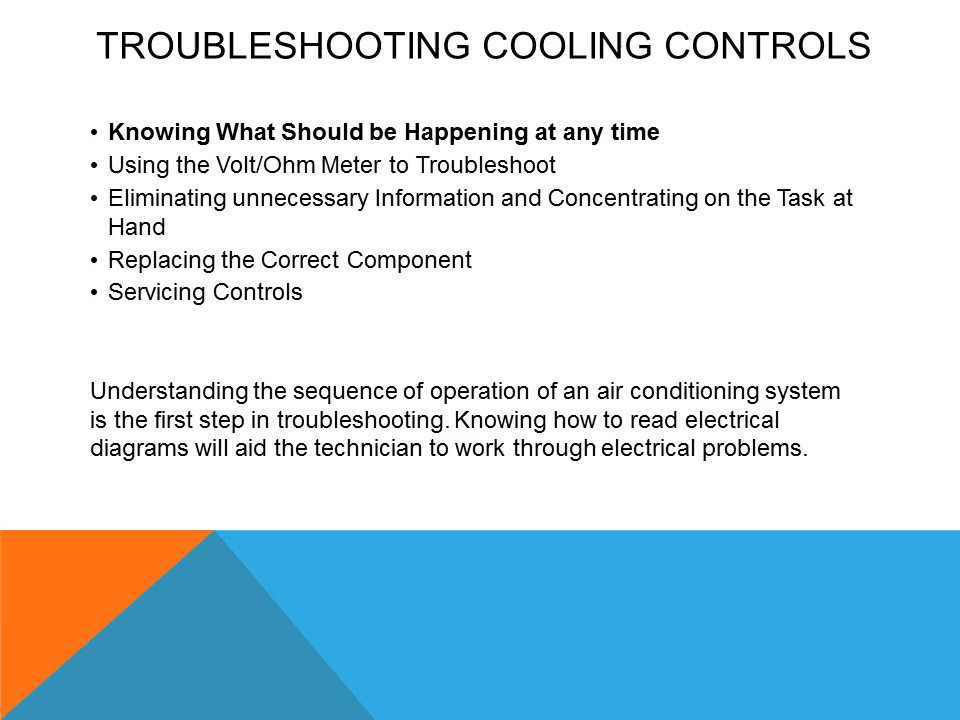 TROUBLESHOOTING COOLING CONTROLS
• Knowing What Should be Happening at any time
• Using the Volt/Ohm Meter to Troubleshoot
• Eliminating unnecessary Information and Concentrating on the Task at
Hand
• Replacing the Correct Component
• Servicing Controls
Understanding the sequence of operation of an air conditioning system
is the first step in troubleshooting. Knowing how to read electrical
diagrams will aid the technician to work through electrical problems.